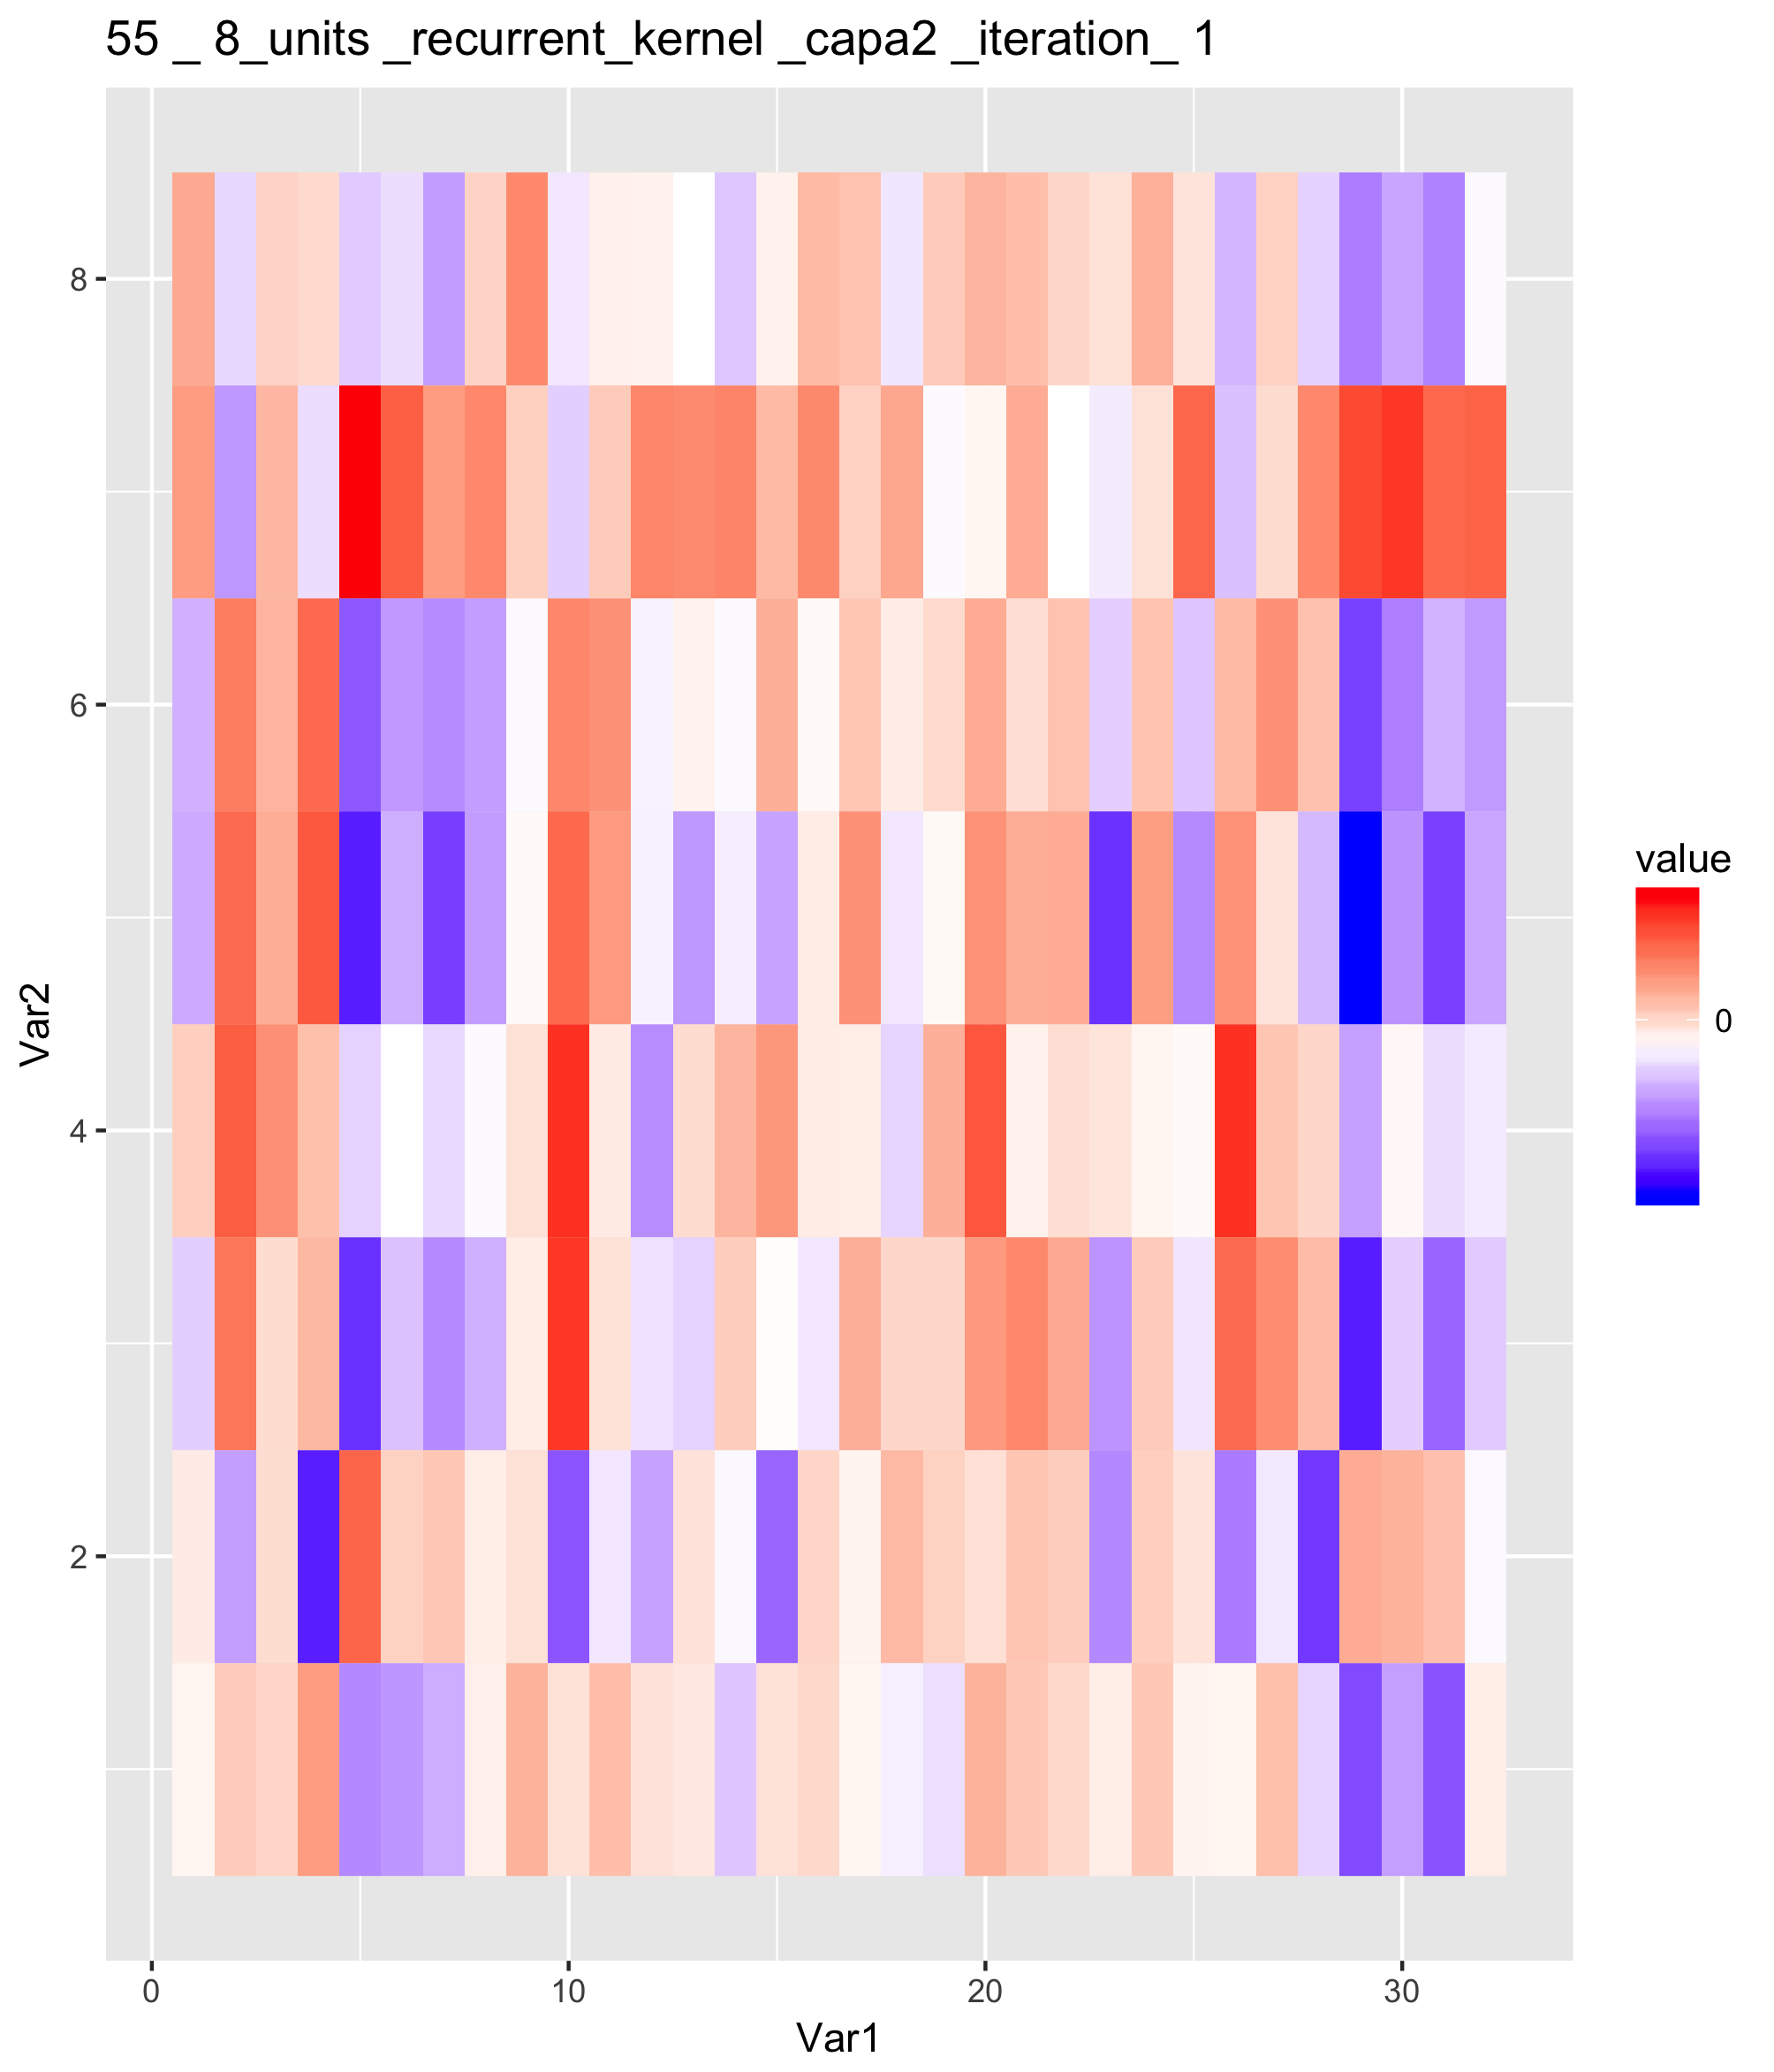 55 _ 8_units _recurrent_kernel _capa2 _iteration_ 1
8
6
4
2
Var2
0
10
20
30
Var1
value
0